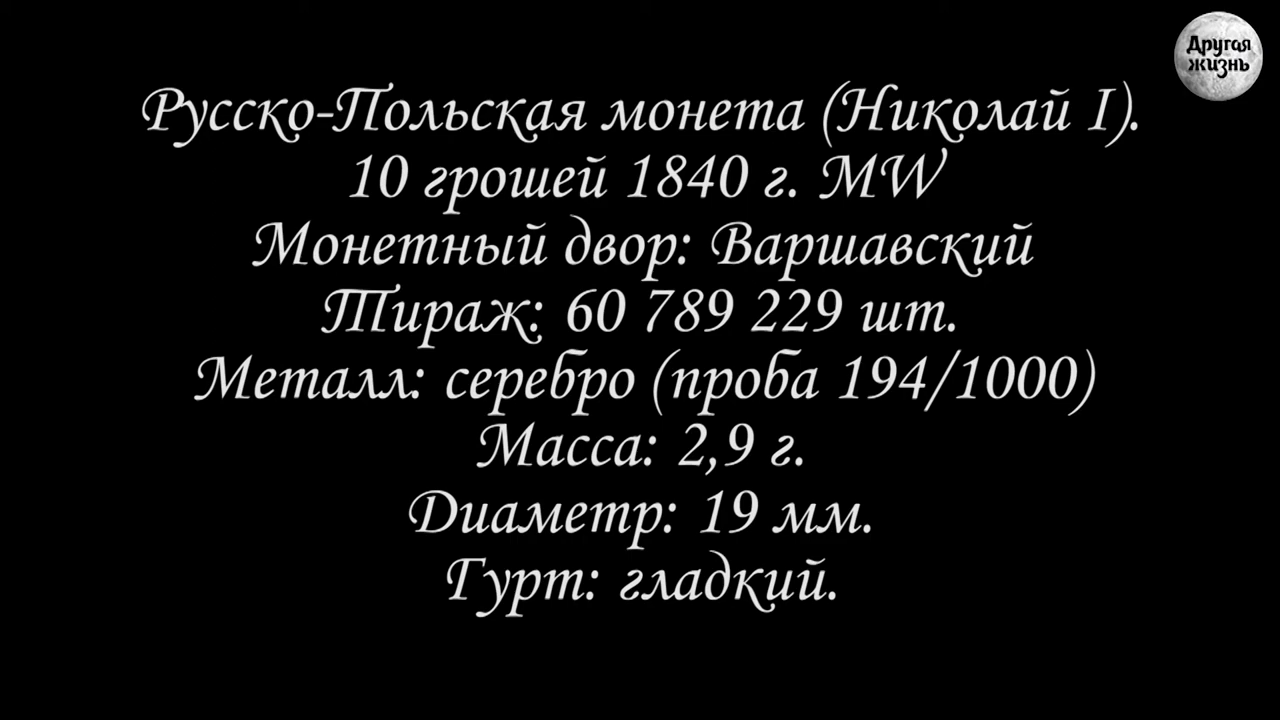 Другая
жизнь
Русско-Польская монета (Николай I).
10 грошей 1840 г. MW
Монетный двор: Варшавский
Тираж: 60 789 229 шт.
Металл: серебро (проба 194/1000)
Масса: 2,9 г.
Диаметр: 19 мм.
Гурт: гладкий.